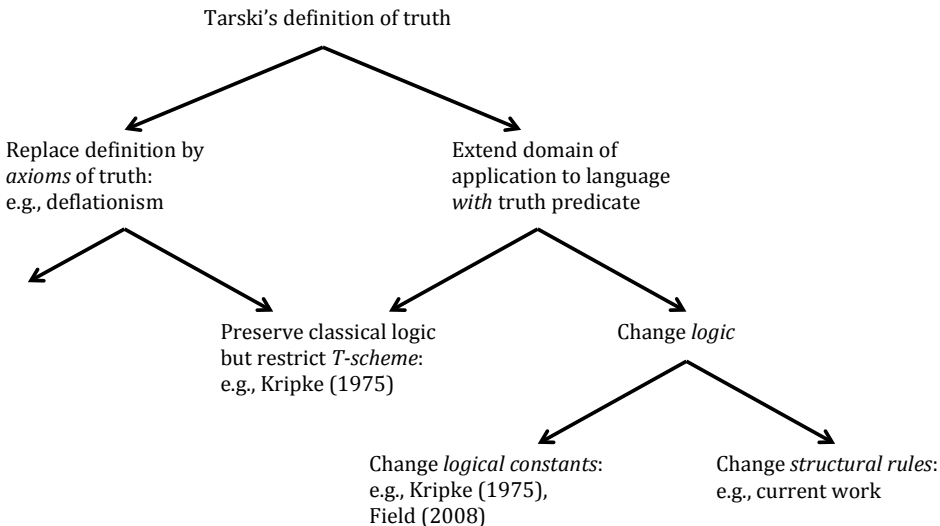 Tarski’s definition of truth
Replace definition by
axioms of truth:
e.g., deflationism
Extend domain of
application to language
with truth predicate
Preserve classical logic
but restrict T-scheme:
e.g., Kripke (1975)
Change logic
Change logical constants:
e.g., Kripke (1975),
Field (2008)
Change structural rules:
e.g., current work